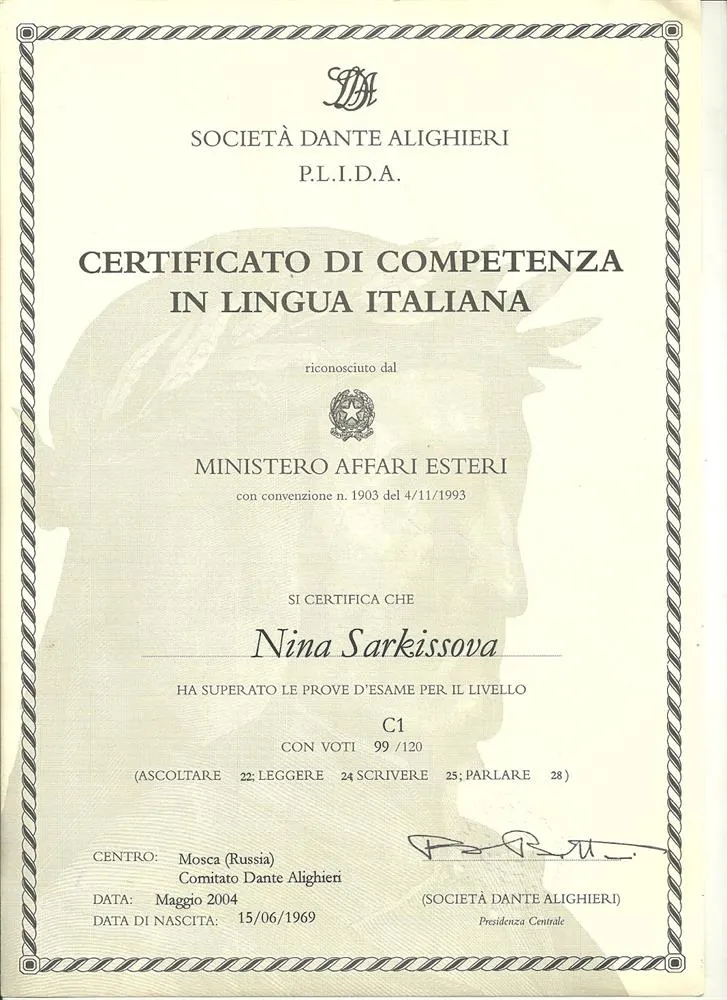 SDA
SOCIETÀ DANTE ALIGHIERI
P.L.I.D.A.
CERTIFICATO DI COMPETENZA
IN LINGUA ITALIANA
riconosciuto dal
MINISTERO AFFARI ESTERI
con convenzione n. 1903 del 4/11/1993
SI CERTIFICA CHE
Nina Sarkissova
HA SUPERATO LE PROVE D'ESAME PER IL LIVELLO
C1
CON VOTI 99 /120
(ASCOLTARE 22; LEGGERE 24 SCRIVERE 25; PARLARE 28 )
CENTRO: Mosca (Russia)
Comitato Dante Alighieri
DATA: Maggio 2004
DATA DI NASCITA: 15/06/1969
(SOCIETÀ DANTE ALIGHIERI)
Presidenza Centrale